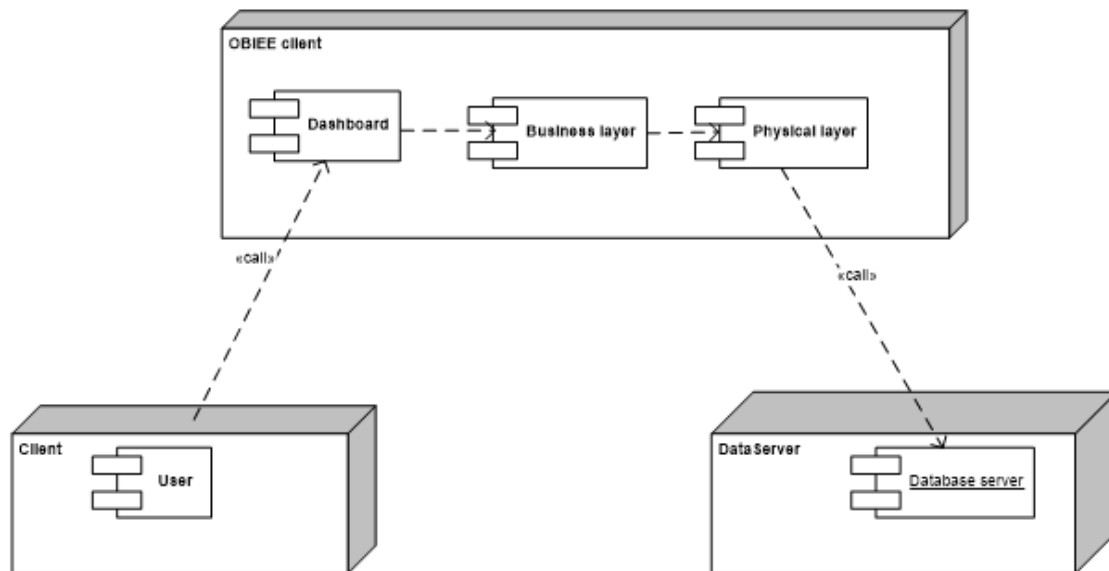 OBIEE client
Dashboard
Business layer
Physical layer
«call»
«call»
Client
User
DataServer
Database server